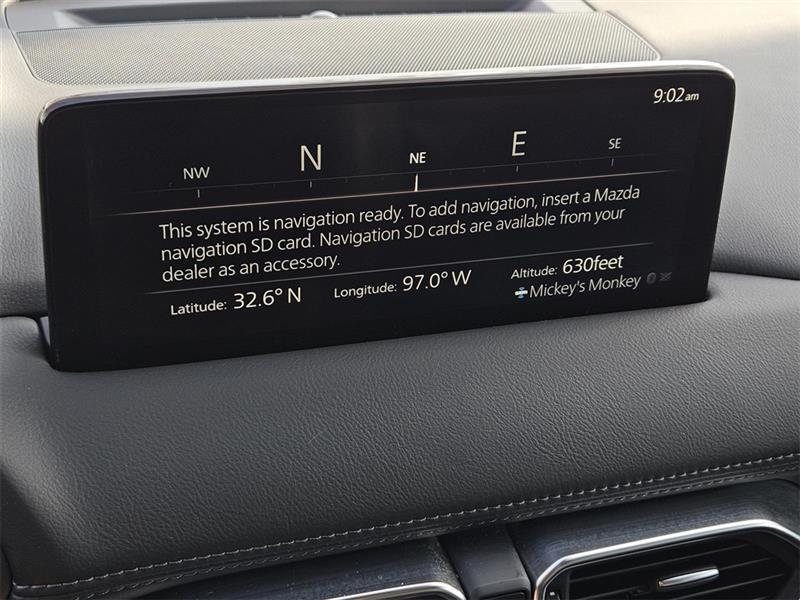 9:02am
NW N NE E SE
This system is navigation ready. To add navigation, insert a Mazda
navigation SD card. Navigation SD cards are available from your
dealer as an accessory.
Latitude: 32.6° N Longitude: 97.0° W Altitude: 630feet
Mickey's Monkey